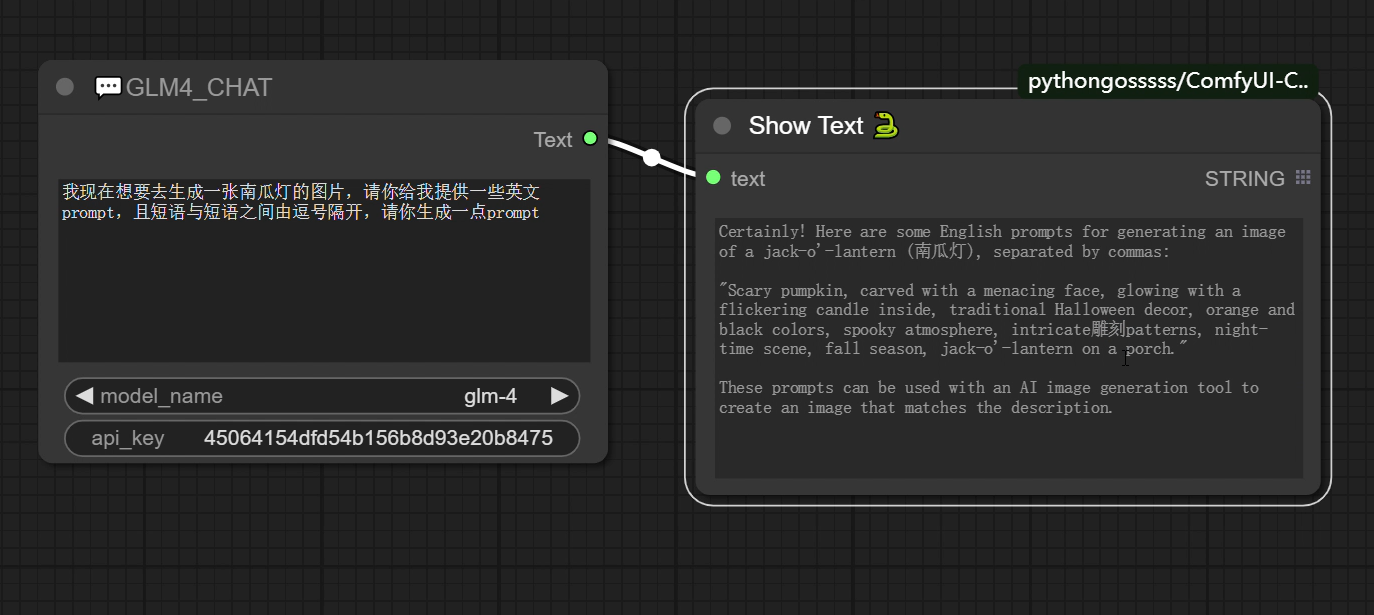 GLM4_CHAT
Text
我现在想要去生成一张南瓜灯的图片，请你给我提供一些英文
prompt，且短语与短语之间由逗号隔开，请你生成一点prompt
model_name glm-4
api_key 45064154dfd54b156b8d93e20b8475
pythongosssss/ComfyUI-C..
Show Text
text STRING
Certainly! Here are some English prompts for generating an image
of a jack-o'-lantern (南瓜灯), separated by commas:
"Scary pumpkin, carved with a menacing face, glowing with a
flickering candle inside, traditional Halloween decor, orange and
black colors, spooky atmosphere, intricate雕刻patterns, night-
time scene, fall season, jack-o'-lantern on a porch."
These prompts can be used with an AI image generation tool to
create an image that matches the description.